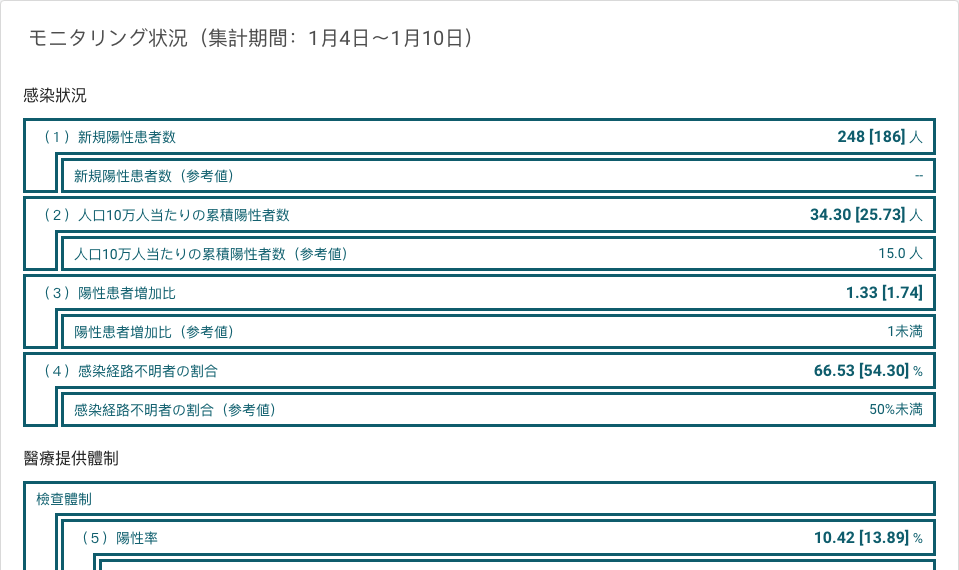 モニタリング状況（集計期間：1月4日～1月10日）
感染狀況
（1）新規陽性患者数 248 [186] 人
新規陽性患者数（参考値） --
（2）人口10万人当たりの累積陽性者数 34.30 [25.73] 人
人口10万人当たりの累積陽性者数（参考値） 15.0 人
（3）陽性患者増加比 1.33 [1.74]
陽性患者増加比（参考値） 1未満
（4）感染経路不明者の割合 66.53 [54.30] %
感染経路不明者の割合（参考値） 50%未満
醫療提供體制
檢查體制
（5）陽性率 10.42 [13.89] %